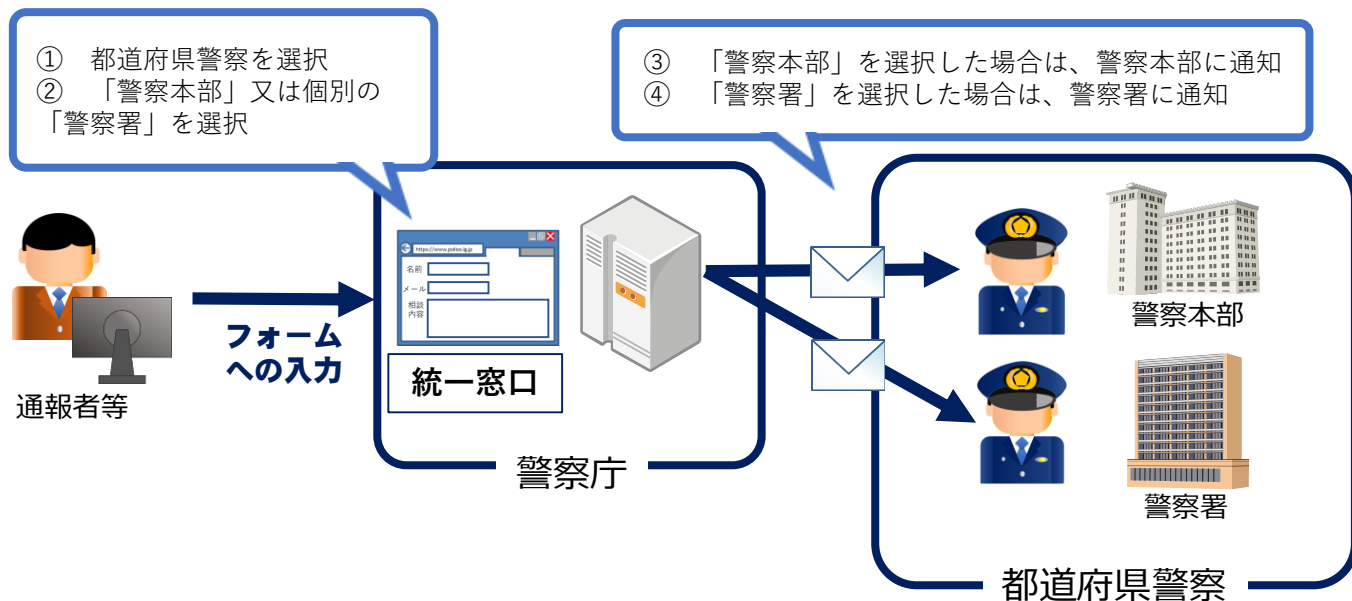 ① 都道府県警察を選択
② 「警察本部」又は個別の
「警察署」を選択
③ 「警察本部」を選択した場合は、警察本部に通知
④ 「警察署」を選択した場合は、警察署に通知
通報者等
フォーム
への入力
https://www.police.lg.jp
名前
メール
相談
内容
統一窓口
警察庁
警察本部
警察署
都道府県警察